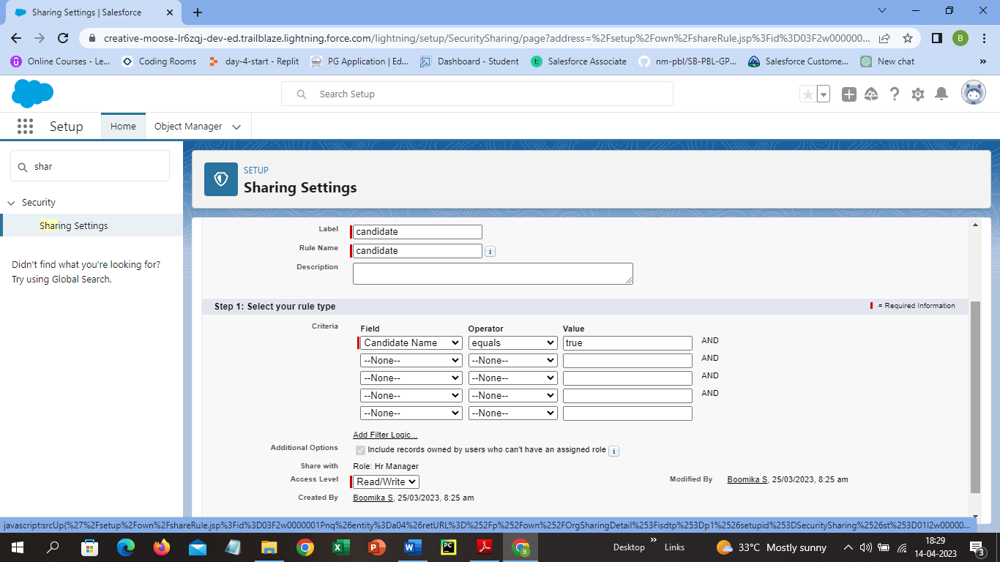 Sharing Settings | Salesforce
creative-moose-lr6zqj-dev-ed.trailblaze.lightning.force.com/lightning/setup/SecuritySharing/page?address=%2Fsetup%2Fown%2FshareRule.jsp%3Fid%3D03F2w000000...
B
Online Courses - Le...
Coding Rooms
day-4-start - Replit
PG Application | Ed...
Dashboard - Student
Salesforce Associate
nm-pbl/SB-PBL-GP...
Salesforce Custome...
New chat
»
Search Setup
Setup
Home
Object Manager
shar
Security
Sharing Settings
Didn't find what you're looking for?
Try using Global Search.
SETUP
Sharing Settings
Label candidate
Rule Name candidate i
Description
Step 1: Select your rule type = Required Information
Criteria
Field Operator Value
Candidate Name equals true AND
--None-- --None-- AND
--None-- --None-- AND
--None-- --None-- AND
--None-- --None--
Add Filter Logic...
Additional Options Include records owned by users who can't have an assigned role i
Share with Role: Hr Manager
Access Level Read/Write Modified By Boomika S, 25/03/2023, 8:25 am
Created By Boomika S, 25/03/2023, 8:25 am
javascript:srcUp(%27%2Fsetup%2Fown%2FshareRule.jsp%3Fid%3D03F2w0000001Pnq%26entity%3Da04%26retURL%3D%252Fp%252Fown%252FOrgSharingDetail%253Fisdtp%253Dp1%2526setupid%253DSecuritySharing%2526st%253D01I2w00000...
Desktop » Links 33°C Mostly sunny 18:29
14-04-2023
3